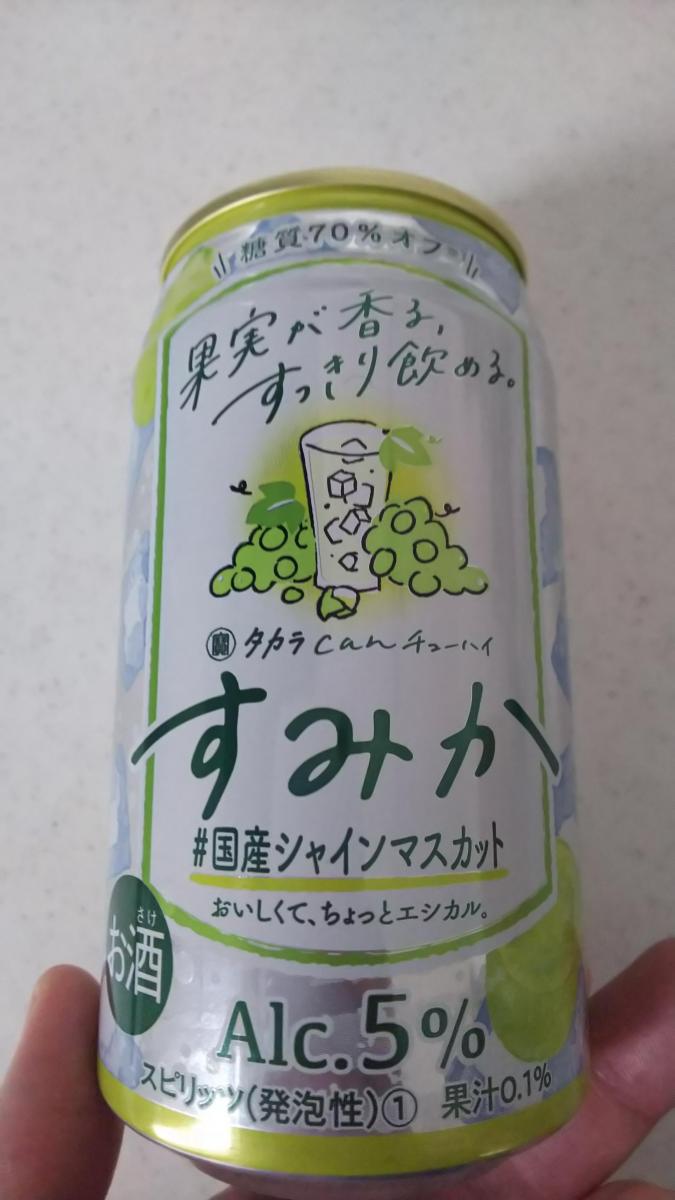 糖質70%オフ
果実が香る、
すっきり飲める。
寶 タカラcanチューハイ
すみか
#国産シャインマスカット
おいしくて、ちょっとエシカル。
さけ
お酒
Alc.5%
スピリッツ(発泡性)① 果汁0.1%